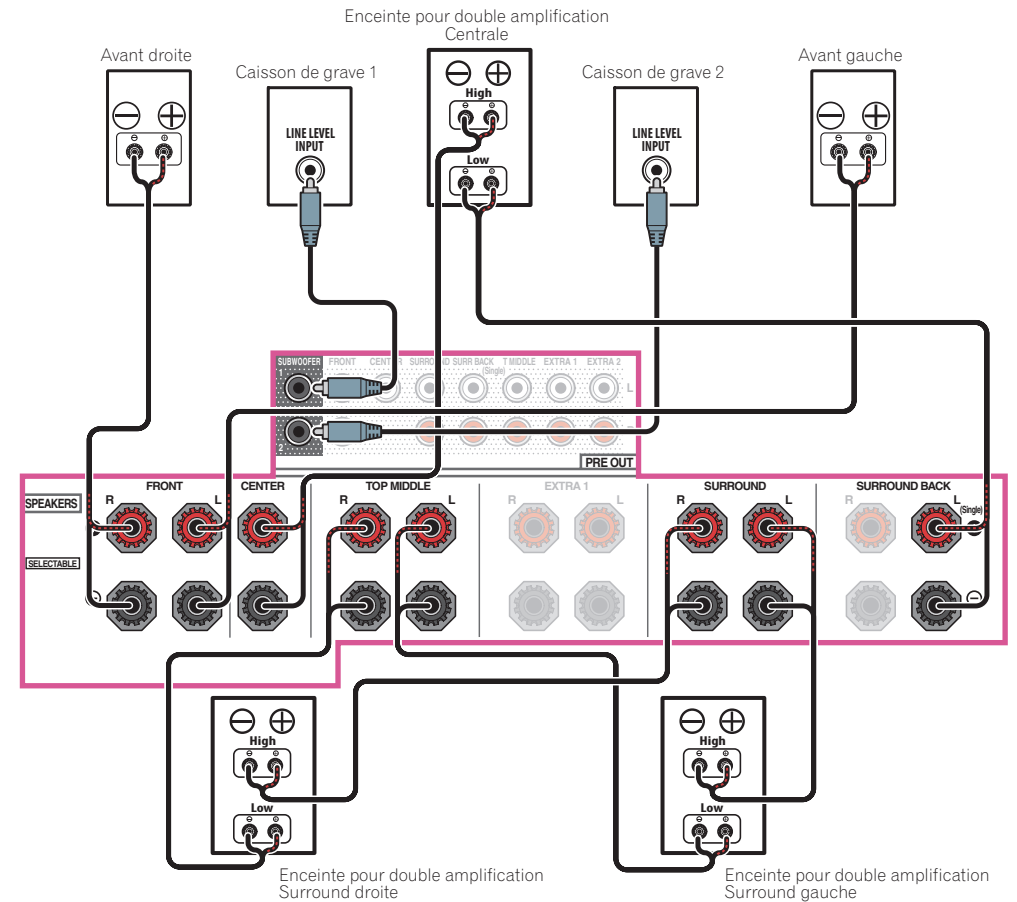 Enceinte pour double amplification
Centrale
Avant droite
Caisson de grave 1
Caisson de grave 2
Avant gauche
High
Low
LINE LEVEL
INPUT
LINE LEVEL
INPUT
SUBWOOFER FRONT CENTER SURROUND SURR BACK T MIDDLE EXTRA 1 EXTRA 2
(Single)
1
L
2
PRE OUT
SPEAKERS
FRONT CENTER TOP MIDDLE EXTRA 1 SURROUND SURROUND BACK
R L R L R L R L R L
(Single)
SELECTABLE
High
Low
High
Low
Enceinte pour double amplification
Surround droite
Enceinte pour double amplification
Surround gauche